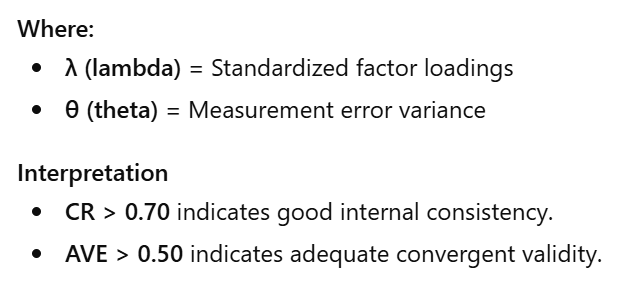 Where:
• λ (lambda) = Standardized factor loadings
• θ (theta) = Measurement error variance
Interpretation
• CR > 0.70 indicates good internal consistency.
• AVE > 0.50 indicates adequate convergent validity.